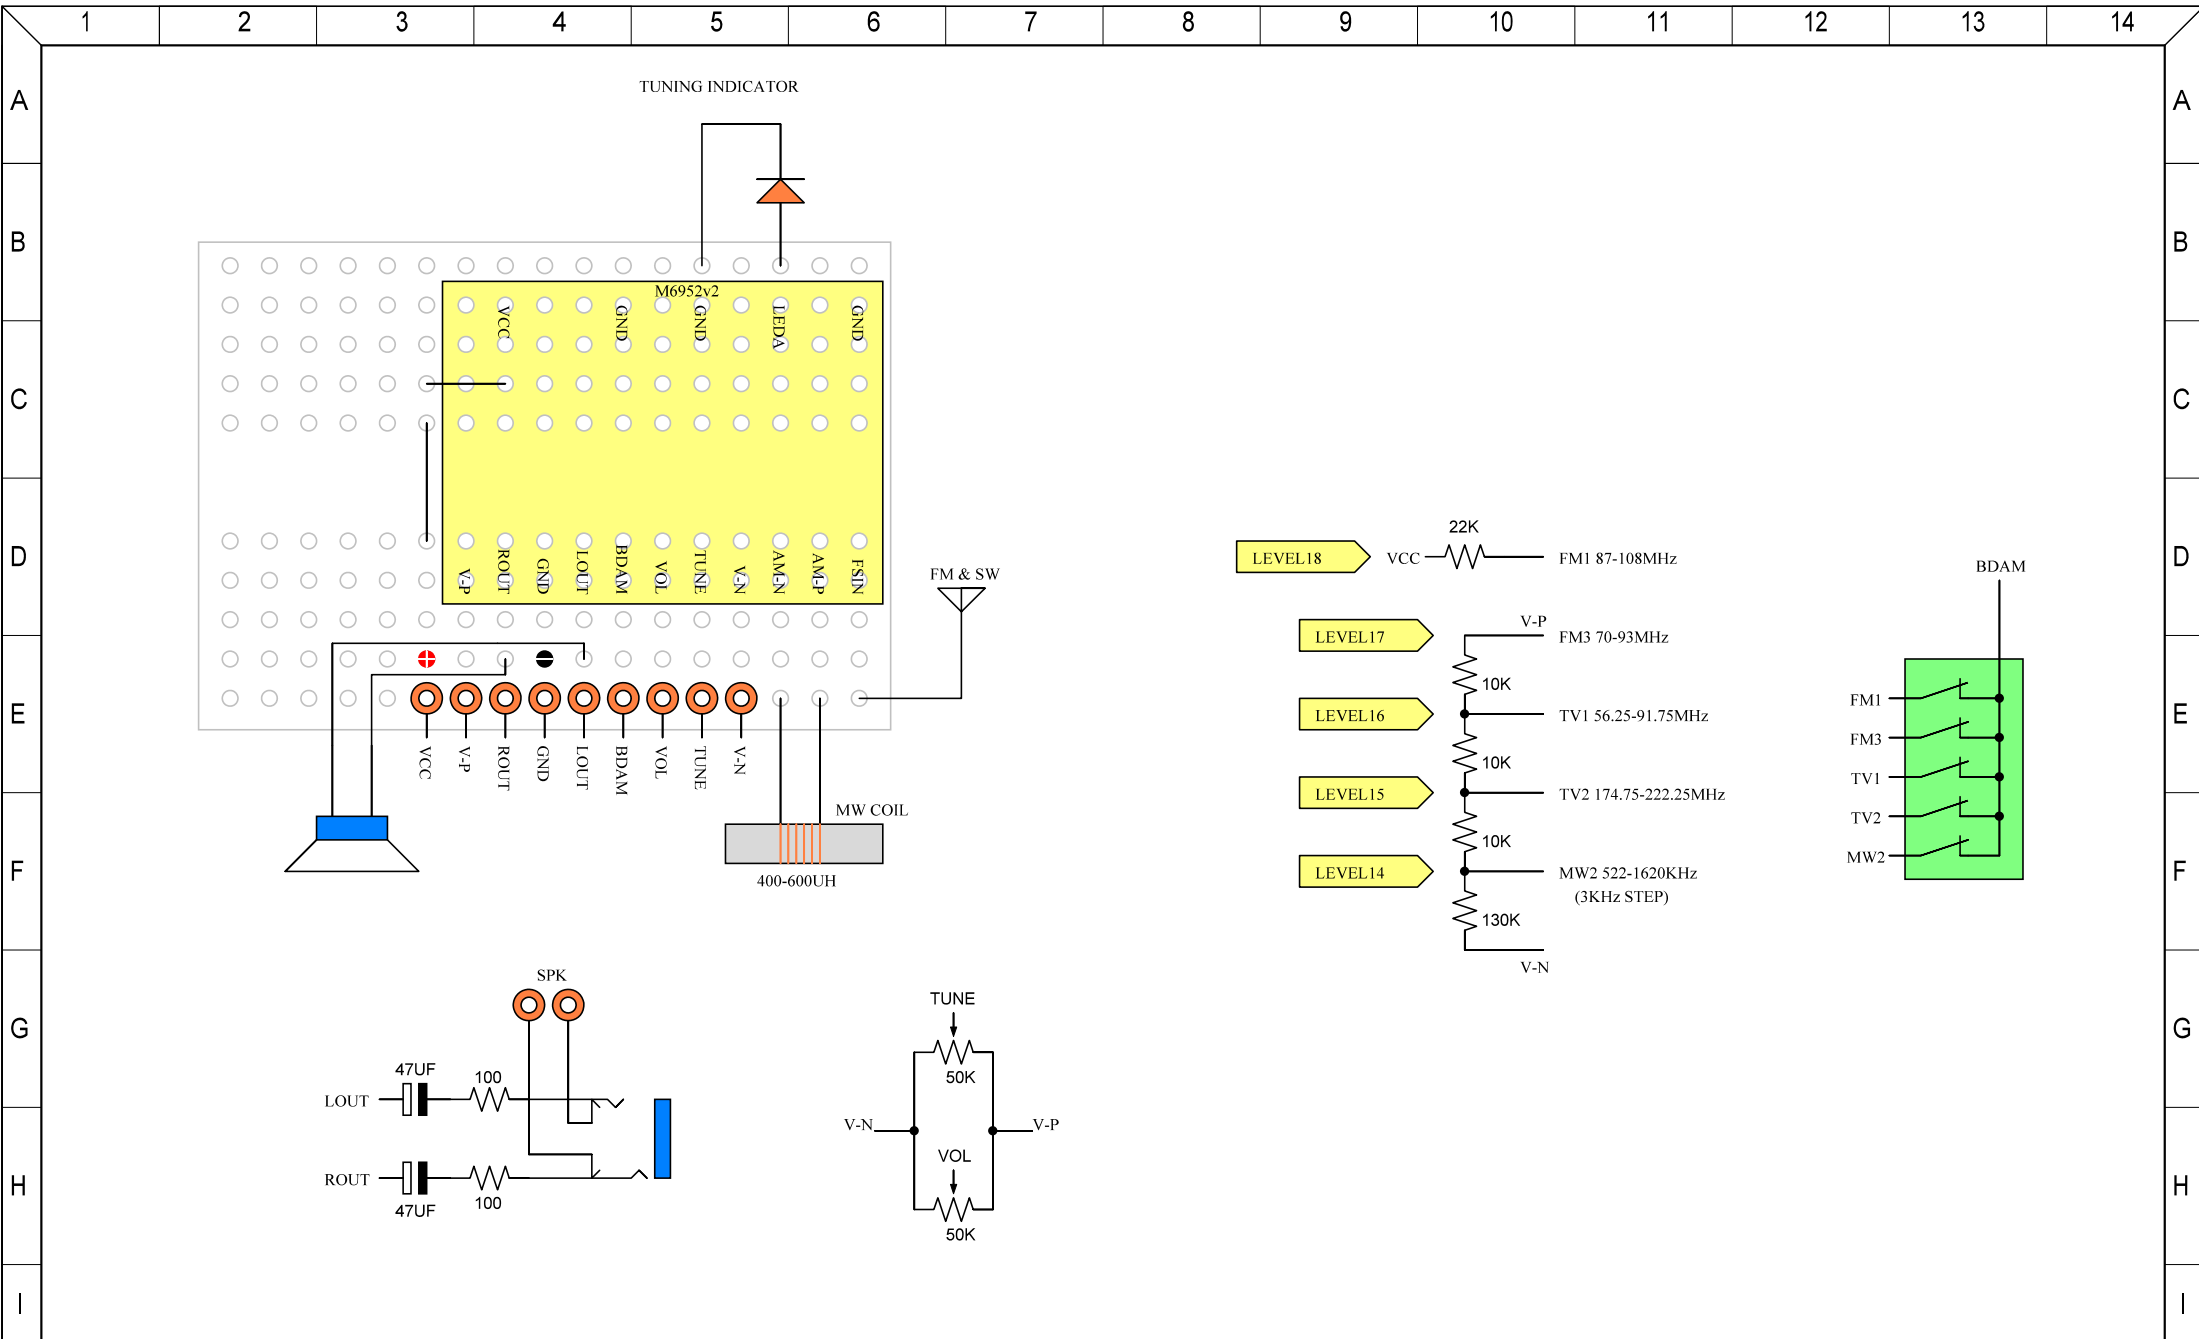 1 2 3 4 5 6 7 8 9 10 11 12 13 14
A A
TUNING INDICATOR
B B
M6952v2
VCC GND GND LEDA GND
C C
V-P ROUT GND LOUT BDAM VOL TUNE V-N AM-N AM-P FSIN
D D
FM & SW
22K
LEVEL18 VCC FM1 87-108MHz
BDAM
V-P
LEVEL17 FM3 70-93MHz
10K
E E
LEVEL16 TV1 56.25-91.75MHz
10K
LEVEL15 TV2 174.75-222.25MHz
10K
LEVEL14 MW2 522-1620KHz
(3KHz STEP)
130K
V-N
FM1
FM3
TV1
TV2
MW2
VCC V-P ROUT GND LOUT BDAM VOL TUNE V-N
MW COIL
400-600UH
F F
SPK
G G
47UF 100
LOUT
ROUT
47UF 100
TUNE
50K
V-N V-P
VOL
50K
H H
I I